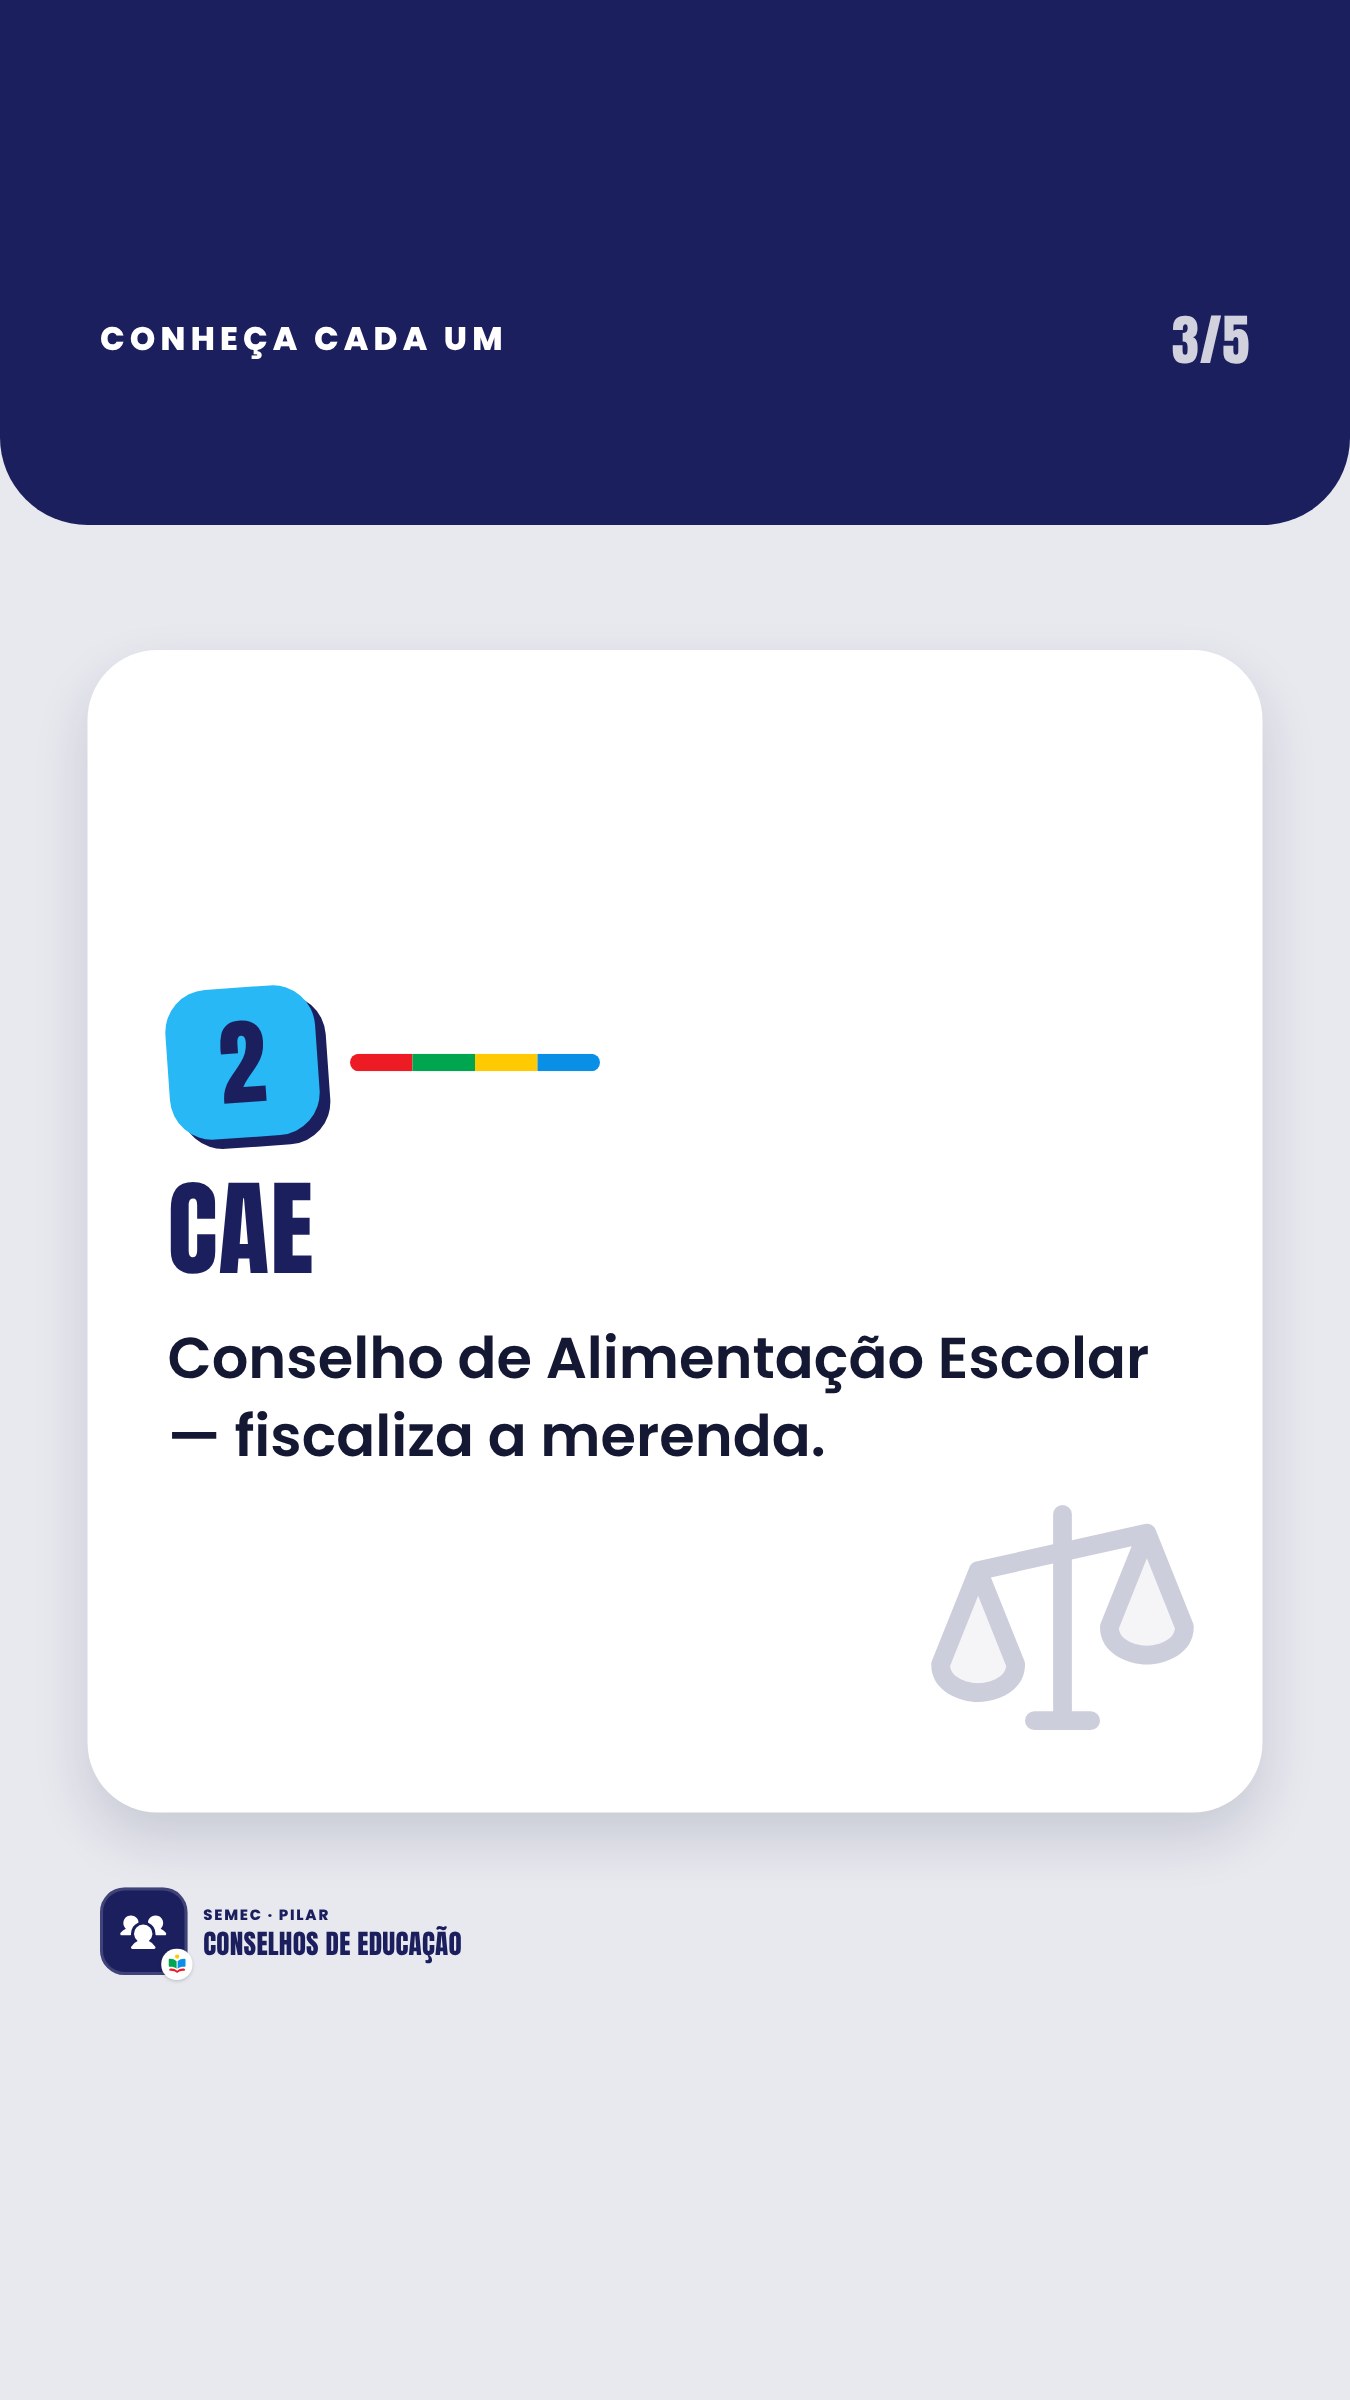 CONHEÇA CADA UM
3/5
2
CAE
Conselho de Alimentação Escolar
— fiscaliza a merenda.
SEMEC · PILAR
CONSELHOS DE EDUCAÇÃO